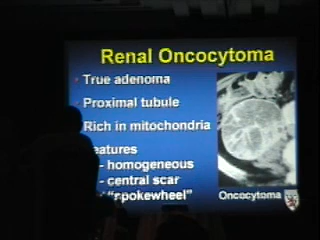 Renal Oncocytoma
True adenoma
Proximal tubule
Rich in mitochondria
eatures
- homogeneous
- central scar
"spokewheel"
Oncocytoma